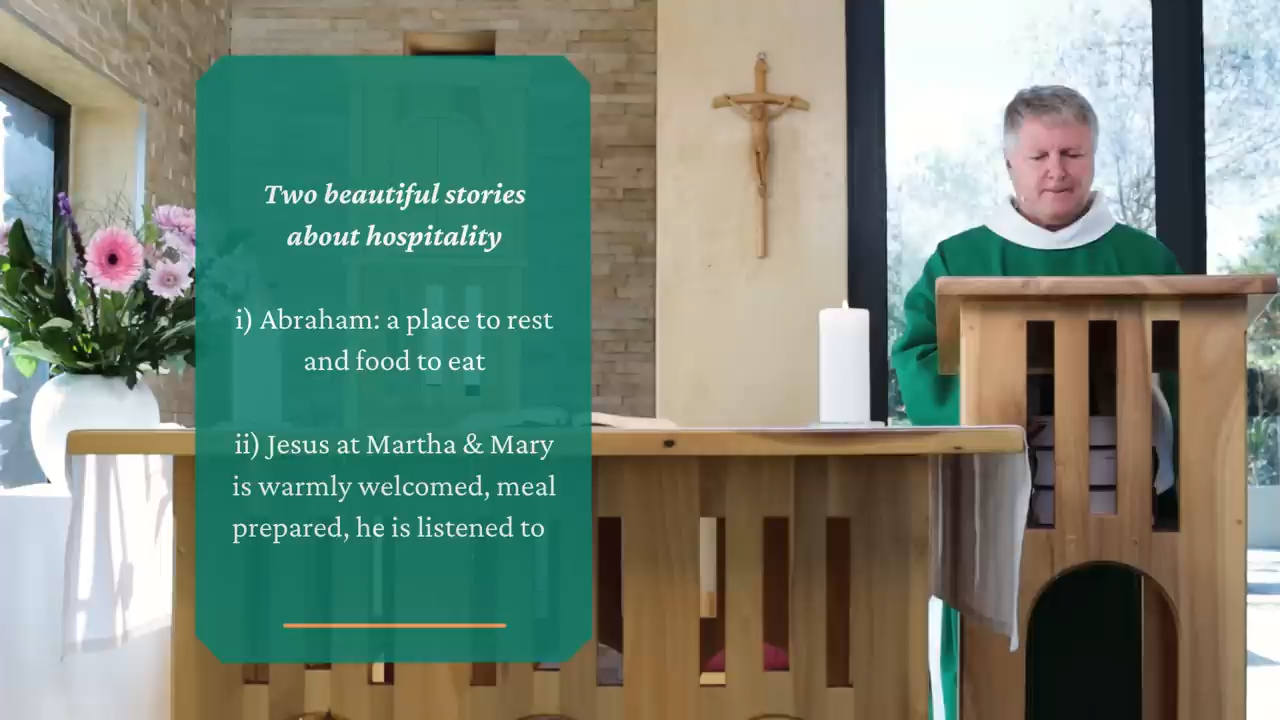 Two beautiful stories
about hospitality
i) Abraham: a place to rest
and food to eat
ii) Jesus at Martha & Mary
is warmly welcomed, meal
prepared, he is listened to